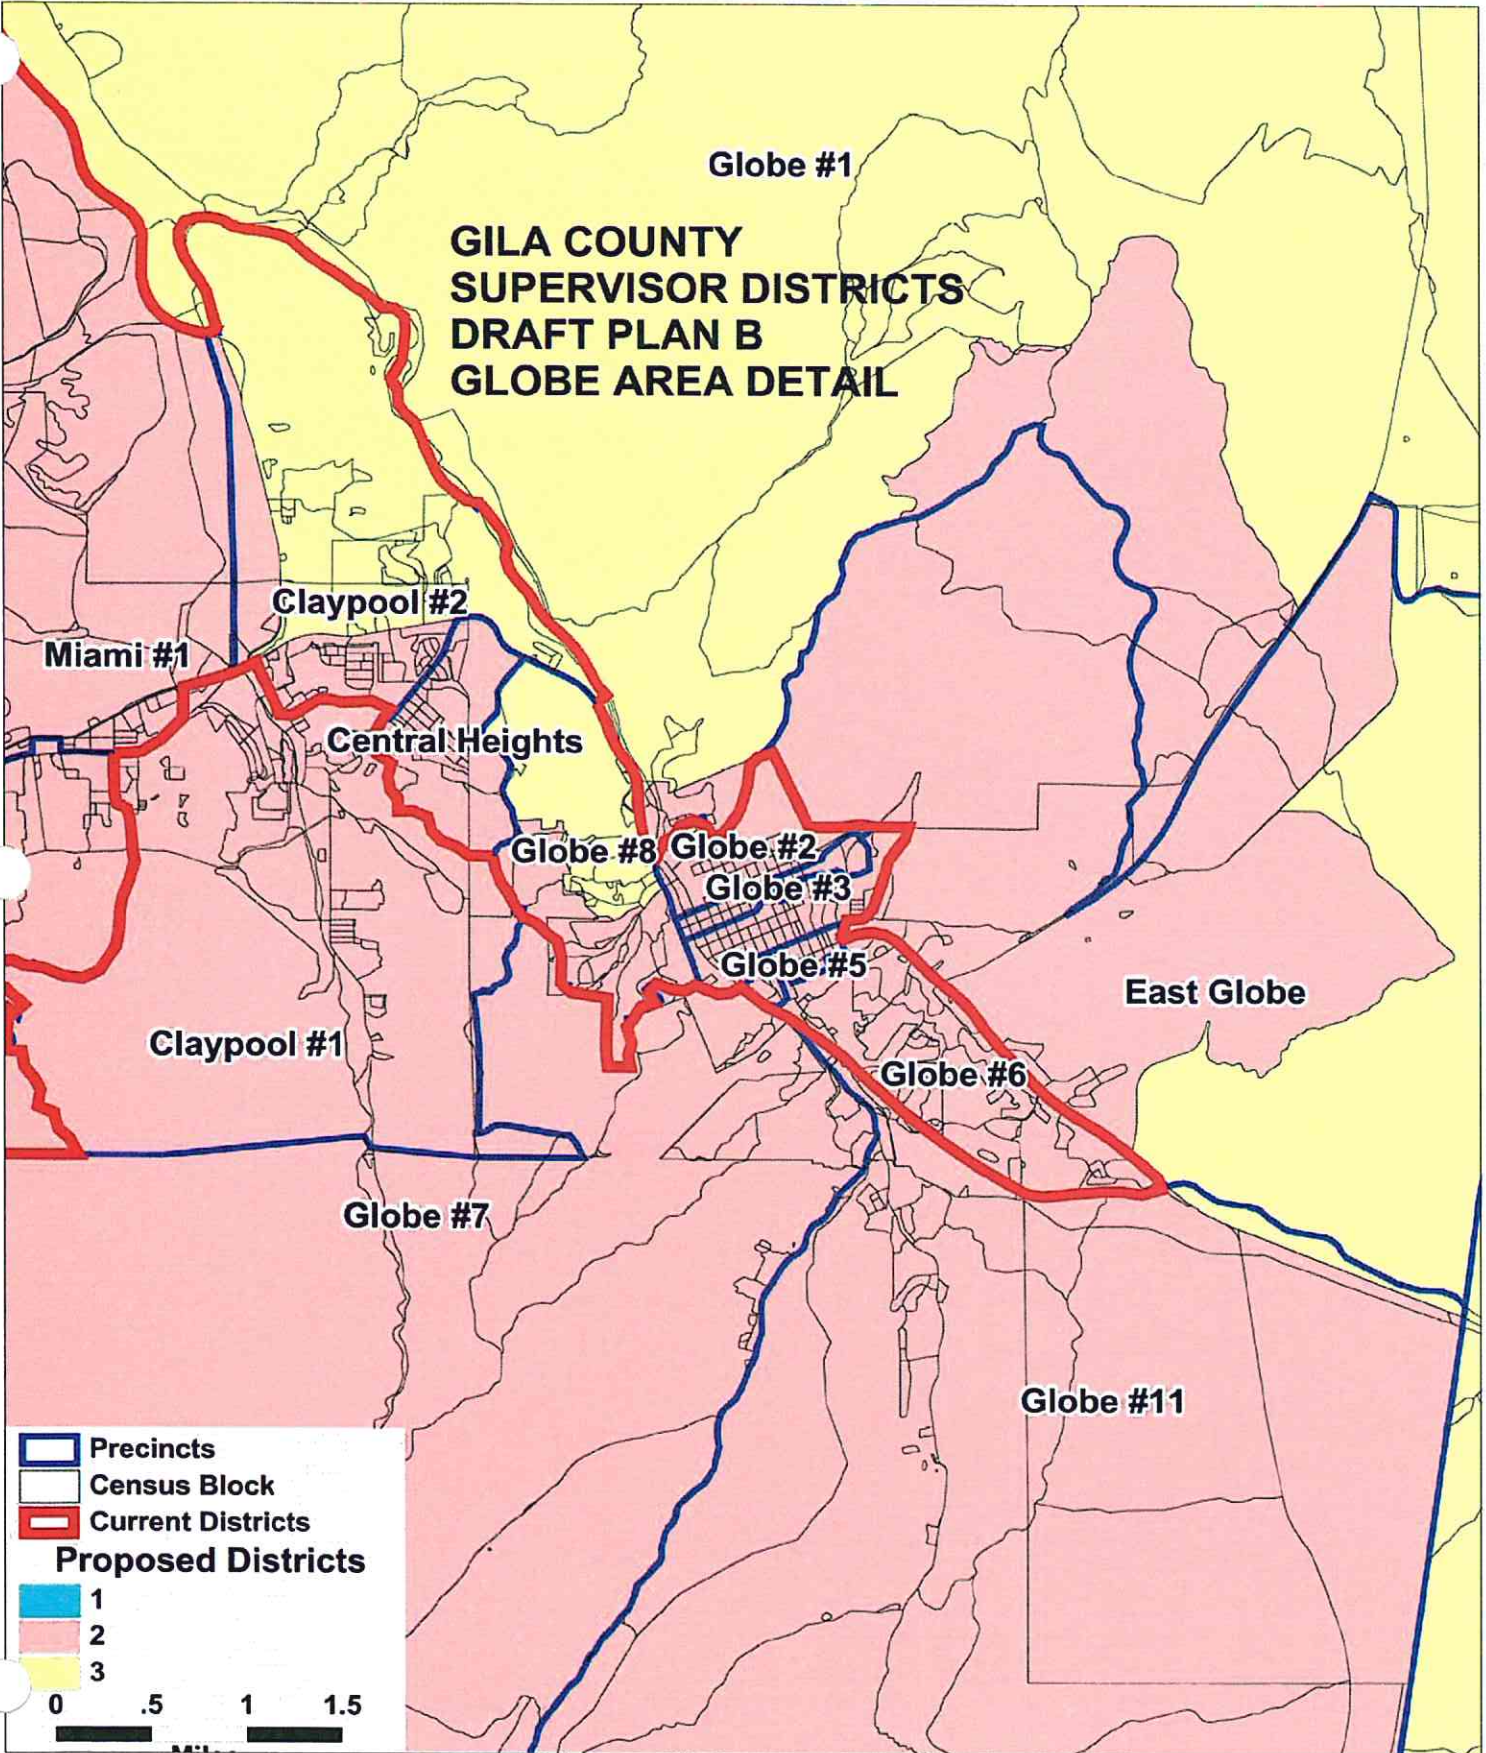 Globe #1
GILA COUNTY
SUPERVISOR DISTRICTS
DRAFT PLAN B
GLOBE AREA DETAIL
Claypool #2
Miami #1
Central Heights
Globe #8
Globe #2
Globe #3
Globe #5
East Globe
Claypool #1
Globe #6
Globe #7
Globe #11
Precincts
Census Block
Current Districts
Proposed Districts
1
2
3
0 .5 1 1.5
Miles